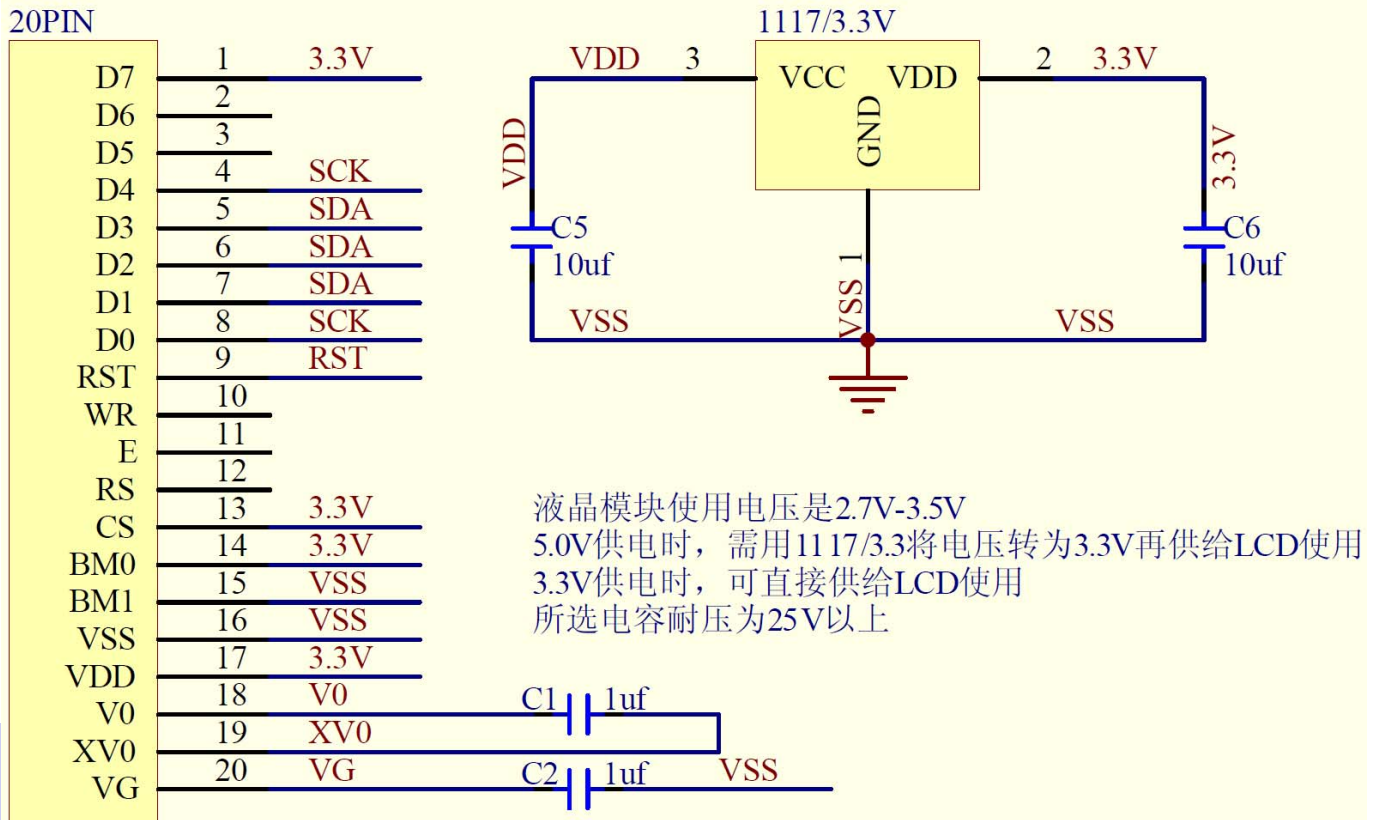 20PIN
D7 1 3.3V
D6 2
D5 3
D4 4 SCK
D3 5 SDA
D2 6 SDA
D1 7 SDA
D0 8 SCK
RST 9 RST
WR 10
E 11
RS 12
CS 13 3.3V
BM0 14 3.3V
BM1 15 VSS
VSS 16 VSS
VDD 17 3.3V
V0 18 V0 C1 1uf
XV0 19 XV0
VG 20 VG C2 1uf VSS
1117/3.3V
VDD 3 VCC VDD 2 3.3V
GND
VDD
3.3V
C5
10uf
C6
10uf
1
VSS
VSS
VSS
液晶模块使用电压是2.7V-3.5V
5.0V供电时，需用1117/3.3将电压转为3.3V再供给LCD使用
3.3V供电时，可直接供给LCD使用
所选电容耐压为25V以上